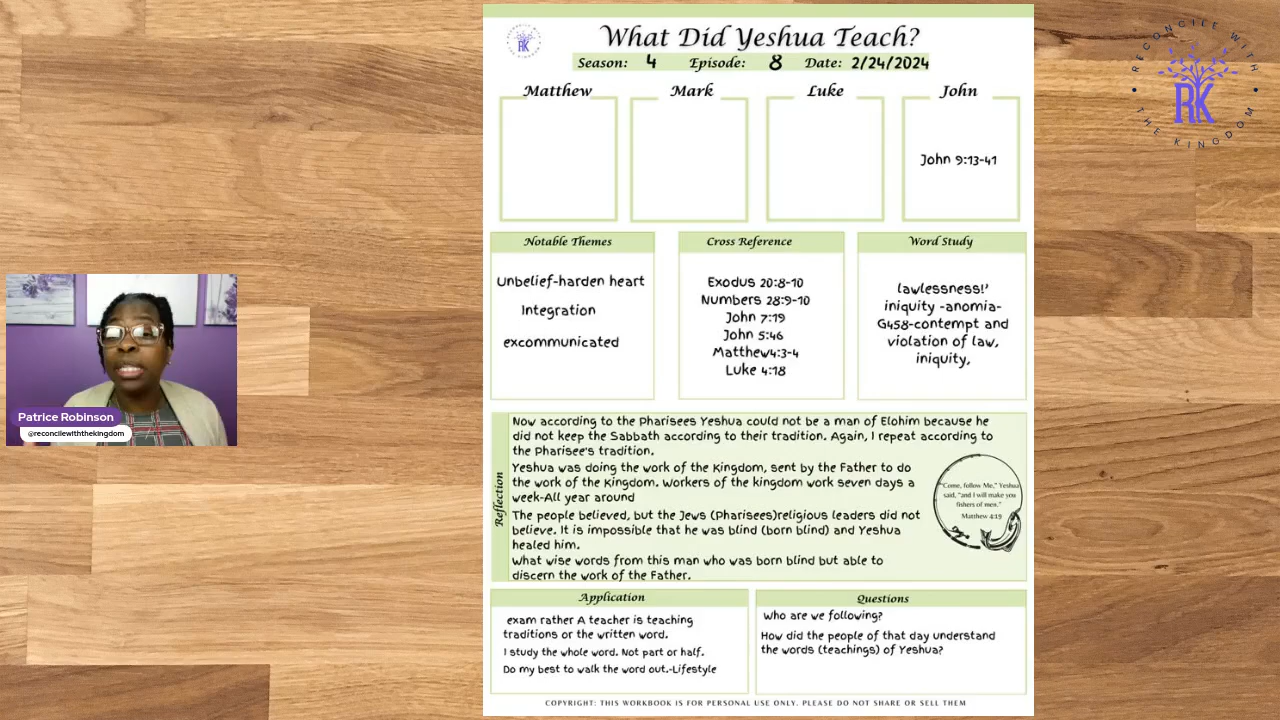 What Did Yeshua Teach?
RK
Season: 4 Episode: 8 Date: 2/24/2024
RECONCILE WITH
RK
THE KINGDOM
Matthew Mark Luke John
John 9:13-41
Notable Themes
Unbelief-harden heart
Integration
excommunicated
Cross Reference
Exodus 20:8-10
Numbers 28:9-10
John 7:19
John 5:46
Matthew4:3-4
Luke 4:18
Word Study
lawlessness!'
iniquity -anomia-
G458-contempt and
violation of law,
iniquity,
Patrice Robinson
@reconcilewiththekingdom
Reflection
Now according to the Pharisees Yeshua could not be a man of Elohim because he
did not keep the Sabbath according to their tradition. Again, I repeat according to
the Pharisee's tradition.
Yeshua was doing the work of the Kingdom, sent by the Father to do
the work of the Kingdom. Workers of the kingdom work seven days a
week-All year around
The people believed, but the Jews (Pharisees)religious leaders did not
believe. It is impossible that he was blind (born blind) and Yeshua
healed him.
What wise words from this man who was born blind but able to
discern the work of the Father.
"Come, follow Me," Yeshua
said, "and I will make you
fishers of men."
Matthew 4:19
Application
exam rather A teacher is teaching
traditions or the written word.
I study the whole word. Not part or half.
Do my best to walk the word out.-Lifestyle
Questions
Who are we following?
How did the people of that day understand
the words (teachings) of Yeshua?
COPYRIGHT: THIS WORKBOOK IS FOR PERSONAL USE ONLY. PLEASE DO NOT SHARE OR SELL THEM